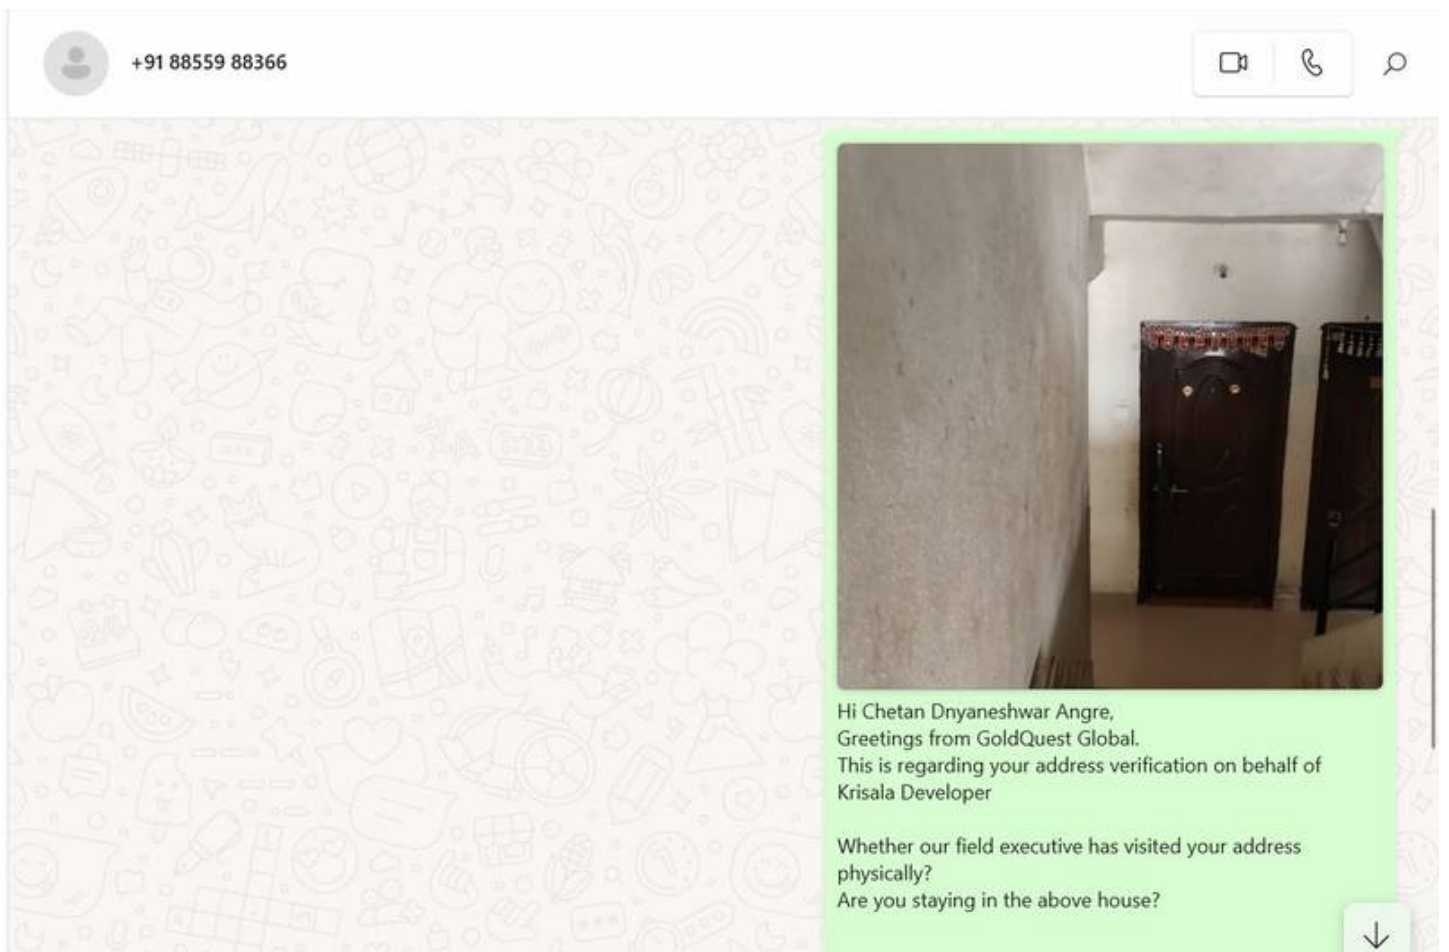 +91 88559 88366
Hi Chetan Dnyaneshwar Angre,
Greetings from GoldQuest Global.
This is regarding your address verification on behalf of
Krisala Developer
Whether our field executive has visited your address
physically?
Are you staying in the above house?